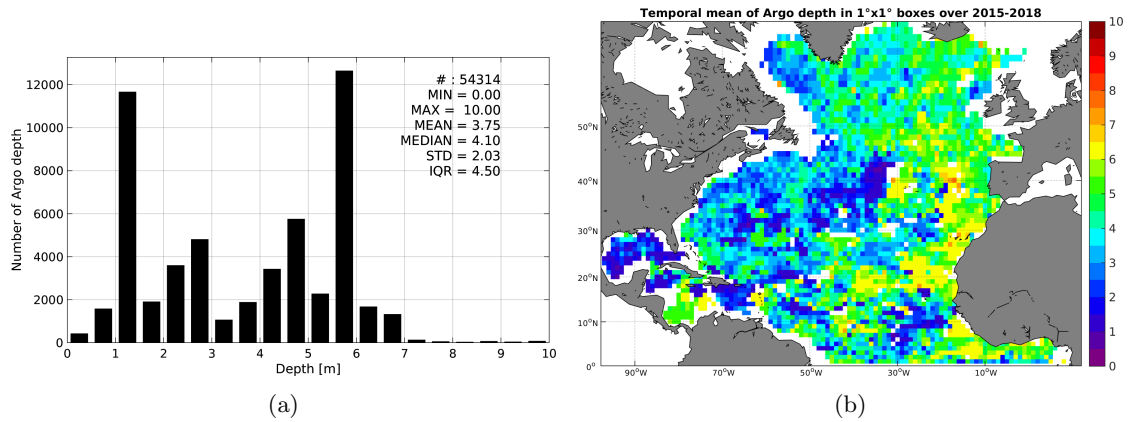 Temporal mean of Argo depth in 1°x1° boxes over 2015-2018
# : 54314
MIN = 0.00
MAX = 10.00
MEAN = 3.75
MEDIAN = 4.10
STD = 2.03
IQR = 4.50
Number of Argo depth
12000
10000
8000
6000
4000
2000
0
0 1 2 3 4 5 6 7 8 9 10
Depth [m]
50°N
40°N
30°N
20°N
10°N
0°
90°W 70°W 50°W 30°W 10°W
10
9
8
7
6
5
4
3
2
1
0
(a)
(b)